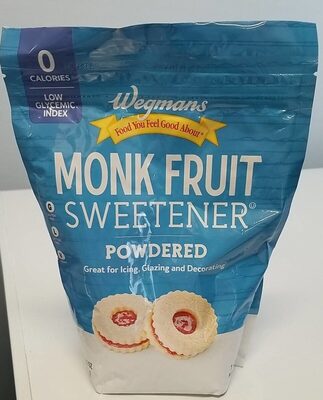 0
CALORIES
LOW
GLYCEMIC
INDEX
Wegmans
Food You Feel Good About
MONK FRUIT
SWEETENER
POWDERED
Great for Icing, Glazing and Decorating